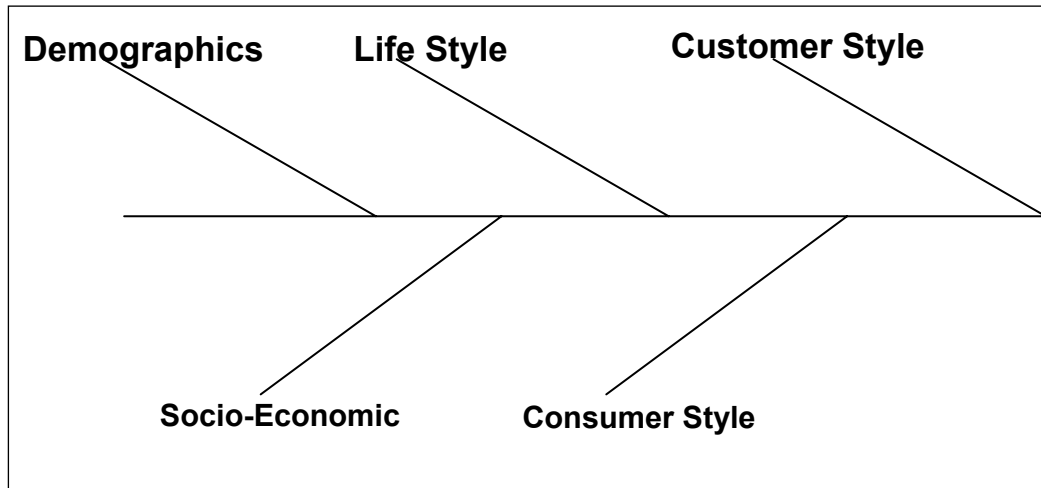 Demographics
Life Style
Customer Style
Socio-Economic
Consumer Style